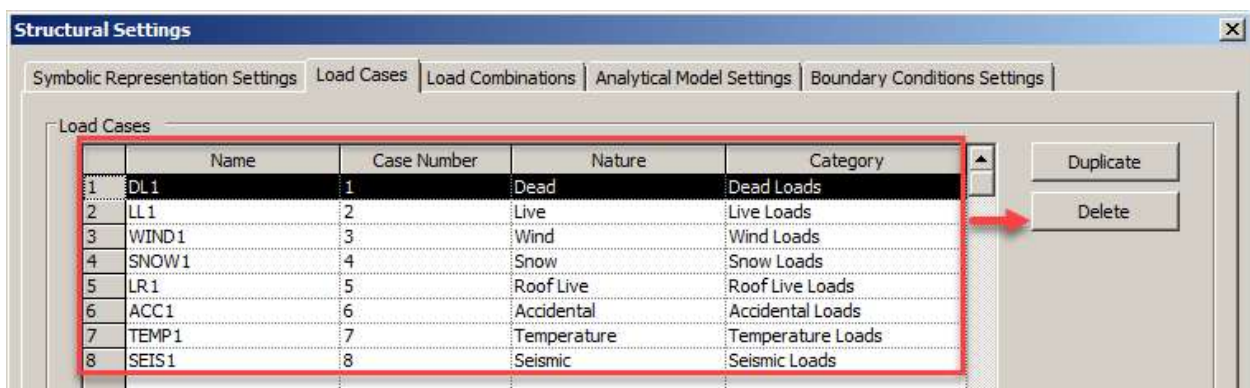 Structural Settings
Symbolic Representation Settings Load Cases Load Combinations Analytical Model Settings Boundary Conditions Settings
Load Cases
Name Case Number Nature Category
1 DL1 1 Dead Dead Loads
2 LL1 2 Live Live Loads
3 WIND1 3 Wind Wind Loads
4 SNOW1 4 Snow Snow Loads
5 LR1 5 Roof Live Roof Live Loads
6 ACC1 6 Accidental Accidental Loads
7 TEMP1 7 Temperature Temperature Loads
8 SEIS1 8 Seismic Seismic Loads
Duplicate
Delete